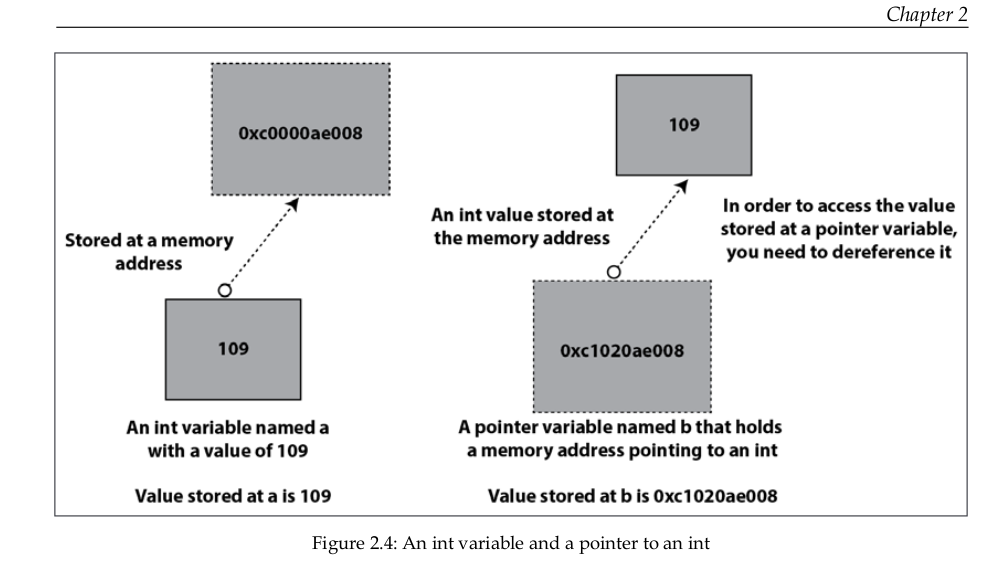 Chapter 2
0xc0000ae008
Stored at a memory
address
109
An int variable named a
with a value of 109
Value stored at a is 109
109
An int value stored at
the memory address
In order to access the value
stored at a pointer variable,
you need to dereference it
0xc1020ae008
A pointer variable named b that holds
a memory address pointing to an int
Value stored at b is 0xc1020ae008
Figure 2.4: An int variable and a pointer to an int